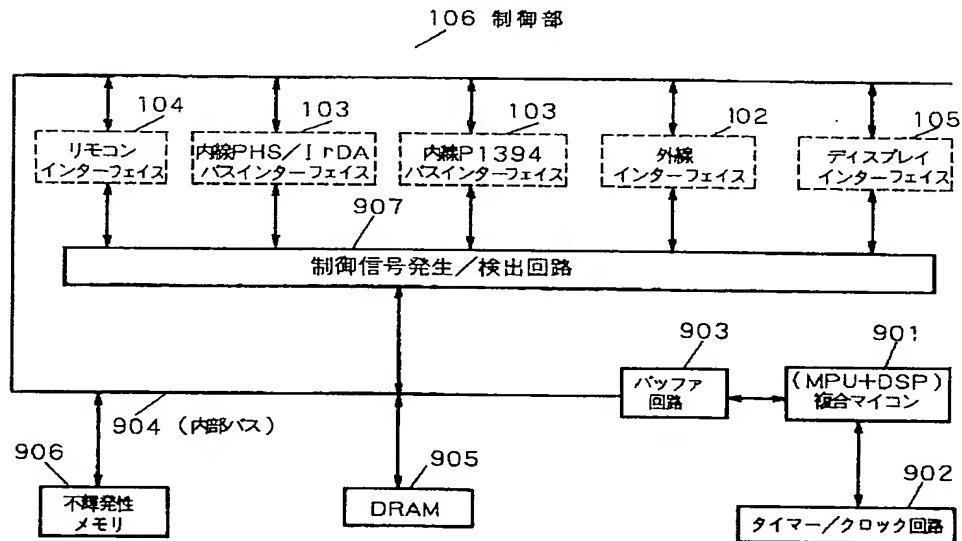 106 制御部
104
103
103
102
105
リモコン
インターフェイス
内線PHS/IrDA
バスインターフェイス
内線P1394
バスインターフェイス
外線
インターフェイス
ディスプレイ
インターフェイス
907
制御信号発生/検出回路
903
901
バッファ
回路
(MPU+DSP)
複合マイコン
904 (内部バス)
906
905
902
不輝発性
メモリ
DRAM
タイマー/クロック回路